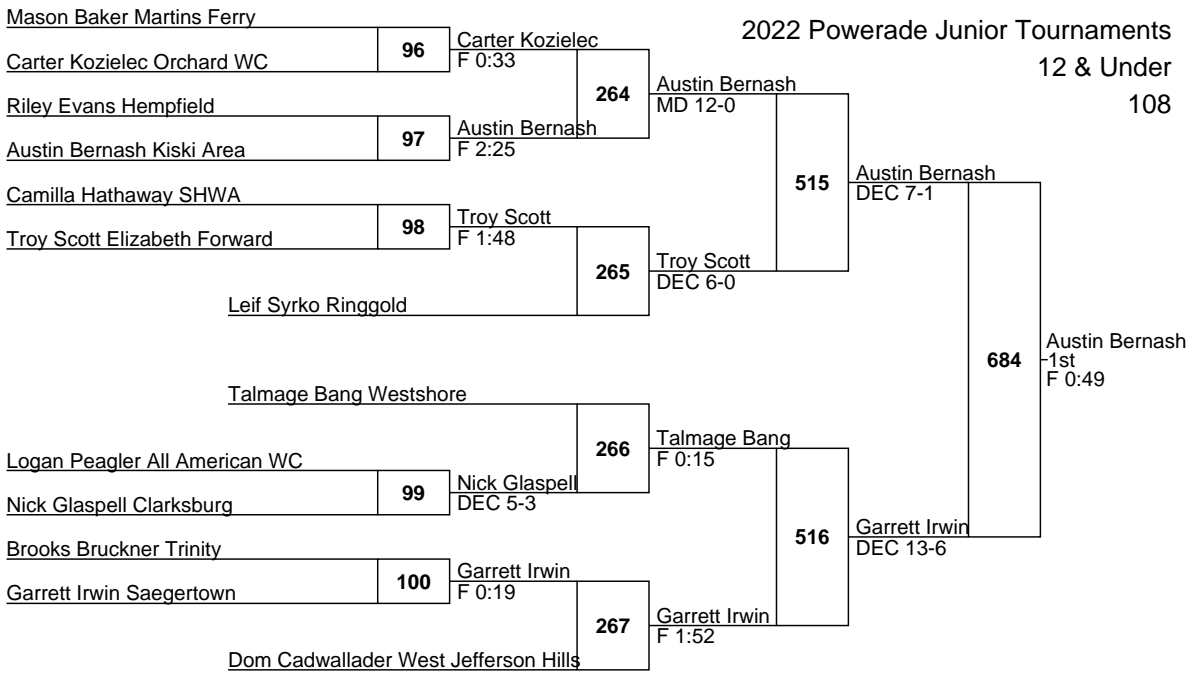 Mason Baker Martins Ferry
2022 Powerade Junior Tournaments
96
Carter Kozielec
F 0:33
Carter Kozielec Orchard WC
12 & Under
264
Austin Bernash
MD 12-0
Riley Evans Hempfield
108
97
Austin Bernash
F 2:25
Austin Bernash Kiski Area
515
Austin Bernash
DEC 7-1
Camilla Hathaway SHWA
98
Troy Scott
F 1:48
Troy Scott Elizabeth Forward
265
Troy Scott
DEC 6-0
Leif Syrko Ringgold
684
Austin Bernash
1st
F 0:49
Talmage Bang Westshore
266
Talmage Bang
F 0:15
Logan Peagler All American WC
99
Nick Glaspell
DEC 5-3
Nick Glaspell Clarksburg
516
Garrett Irwin
DEC 13-6
Brooks Bruckner Trinity
100
Garrett Irwin
F 0:19
Garrett Irwin Saegertown
267
Garrett Irwin
F 1:52
Dom Cadwallader West Jefferson Hills